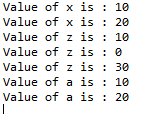 Value of x is : 10
Value of x is : 20
Value of z is : 10
Value of z is : 0
Value of z is : 30
Value of a is : 10
Value of a is : 20